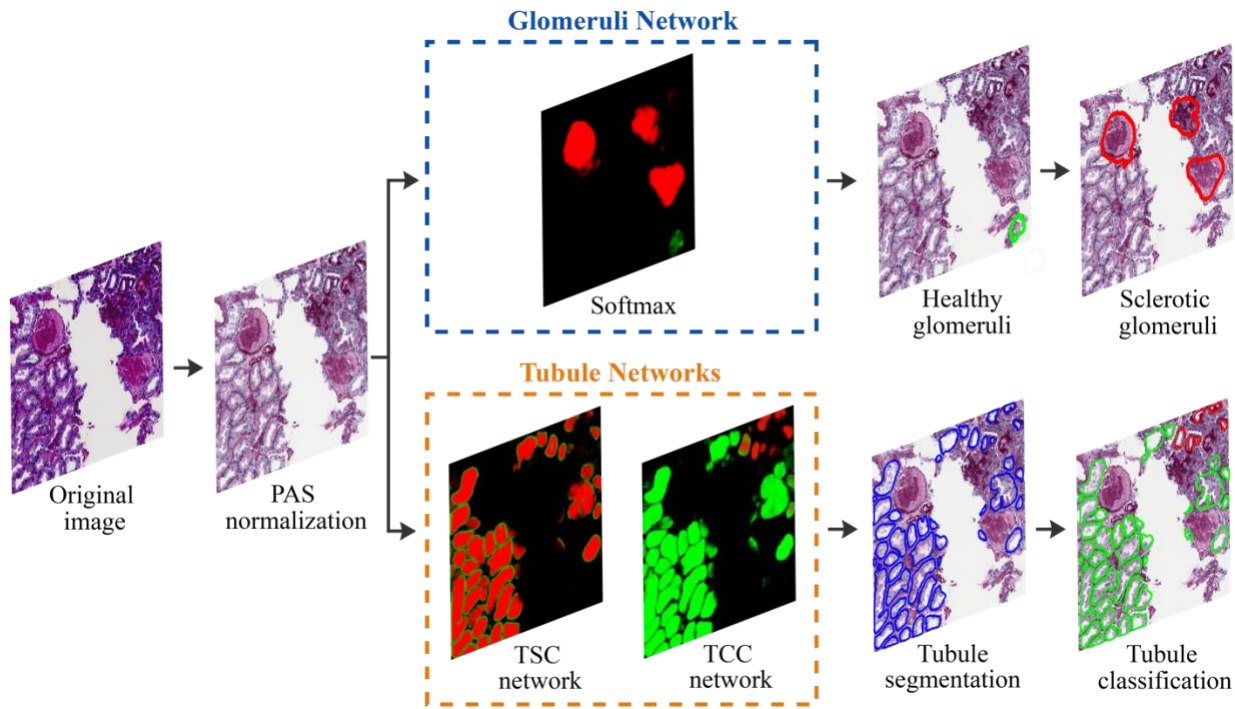 Glomeruli Network
Softmax
Healthy
glomeruli
Sclerotic
glomeruli
Original
image
PAS
normalization
Tubule Networks
TSC
network
TCC
network
Tubule
segmentation
Tubule
classification